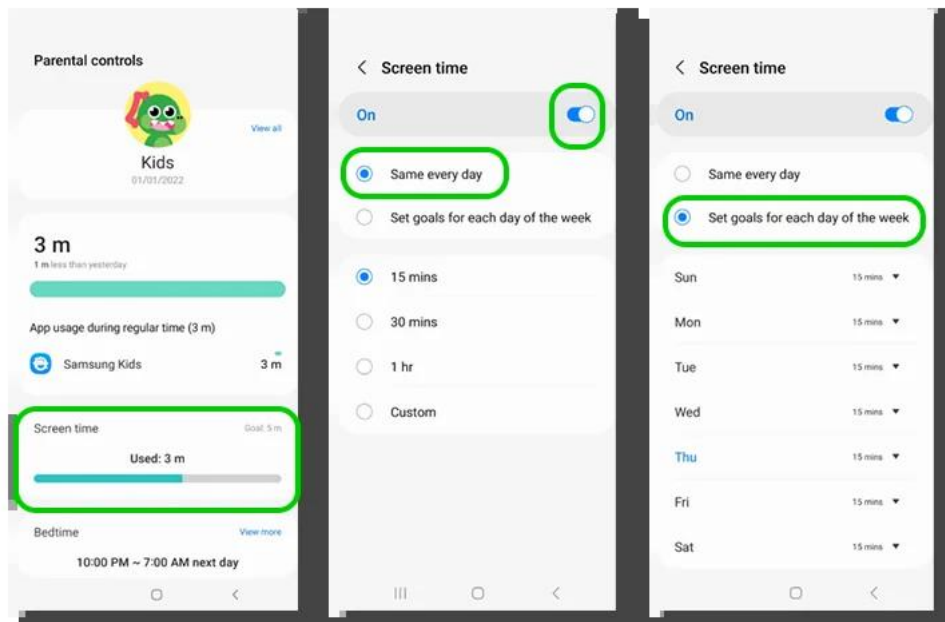 Parental controls
View all
Kids
01/01/2022
3 m
1 m less than yesterday
App usage during regular time (3 m)
Samsung Kids 3 m
Screen time Goal: 5 m
Used: 3 m
Bedtime View more
10:00 PM ~ 7:00 AM next day
Screen time
On
Same every day
Set goals for each day of the week
15 mins
30 mins
1 hr
Custom
Screen time
On
Same every day
Set goals for each day of the week
Sun 15 mins
Mon 15 mins
Tue 15 mins
Wed 15 mins
Thu 15 mins
Fri 15 mins
Sat 15 mins